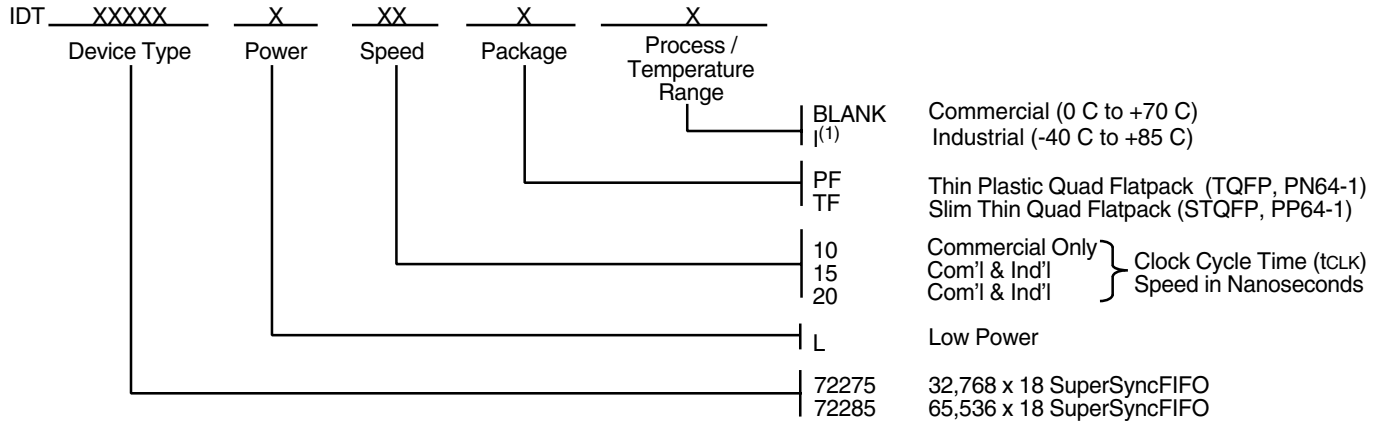 IDT XXXXX X XX X X
Device Type Power Speed Package Process /
Temperature
Range
BLANK Commercial (0 C to +70 C)
I(1) Industrial (-40 C to +85 C)
PF Thin Plastic Quad Flatpack (TQFP, PN64-1)
TF Slim Thin Quad Flatpack (STQFP, PP64-1)
10 Commercial Only
15 Com'l & Ind'l
20 Com'l & Ind'l
Clock Cycle Time (tCLK)
Speed in Nanoseconds
L Low Power
72275 32,768 x 18 SuperSyncFIFO
72285 65,536 x 18 SuperSyncFIFO